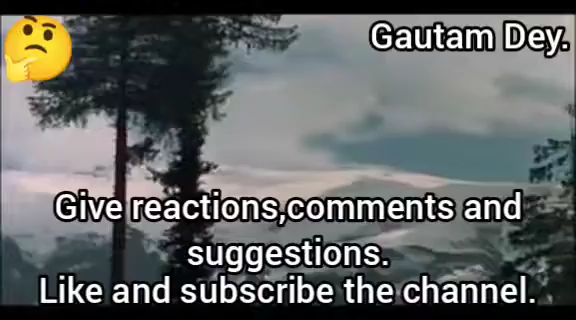 Gautam Dey.
Give reactions,comments and
suggestions.
Like and subscribe the channel.